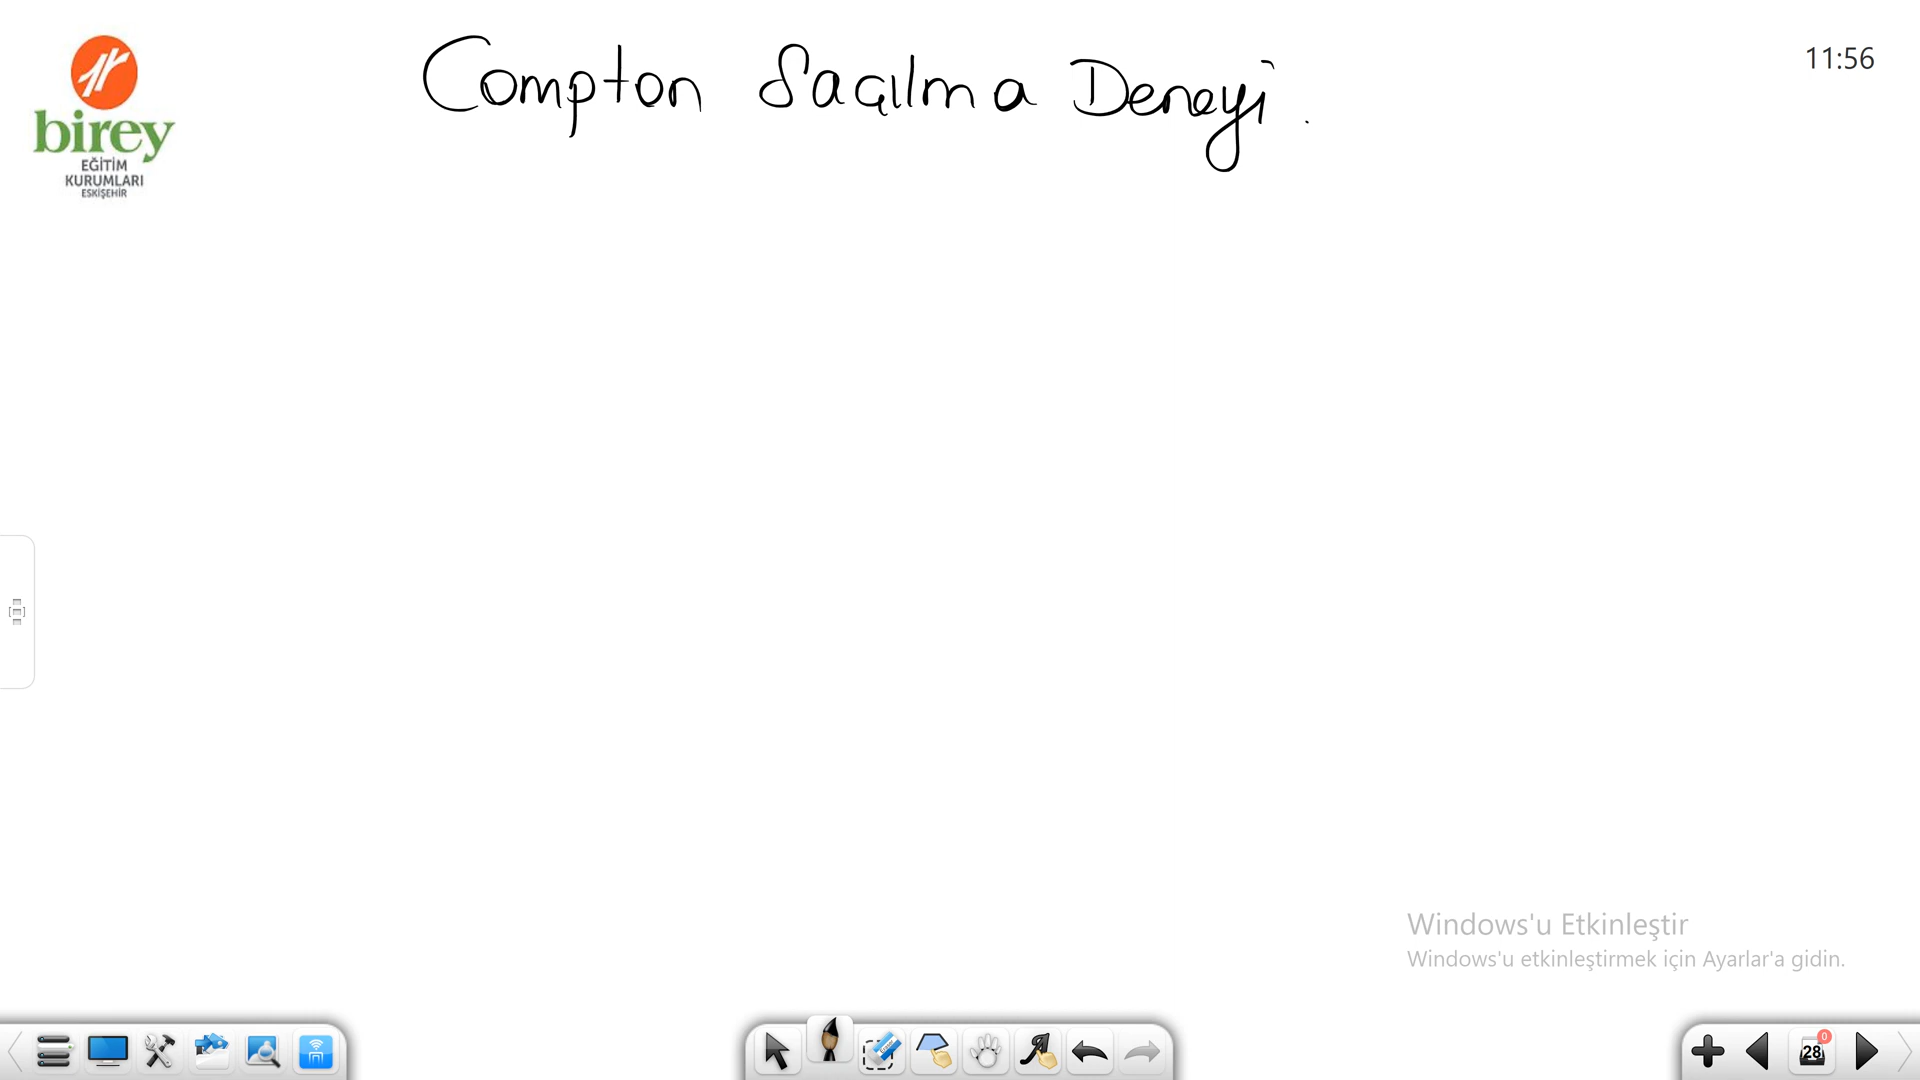 Compton Saçılma Deneyi.
11:56
birey
EĞİTİM
KURUMLARI
ESKİŞEHİR
Windows'u Etkinleştir
Windows'u etkinleştirmek için Ayarlar'a gidin.
28
0